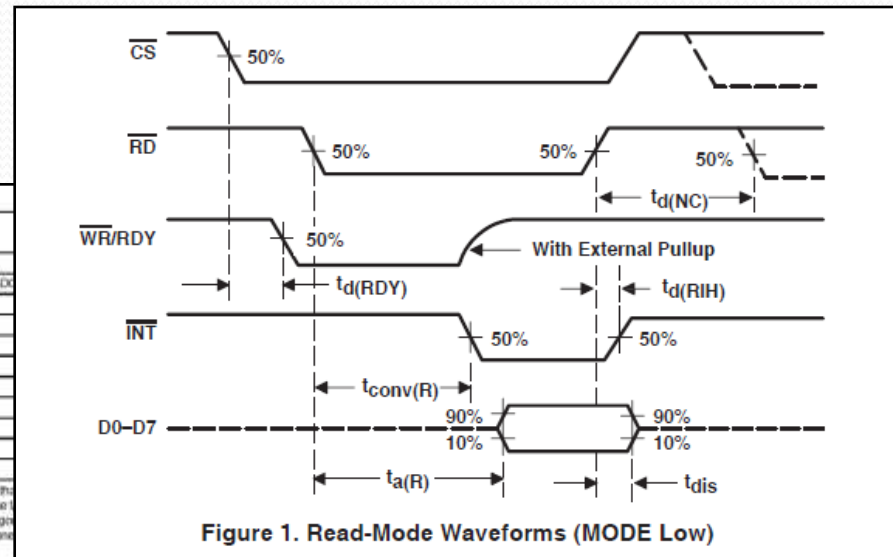 CS
50%
RD
50%
50%
50%
td(NC)
WR/RDY
50%
With External Pullup
td(RDY)
td(RIH)
INT
50%
50%
tconv(R)
D0–D7
90%
90%
10%
10%
ta(R)
tdis
Figure 1. Read-Mode Waveforms (MODE Low)